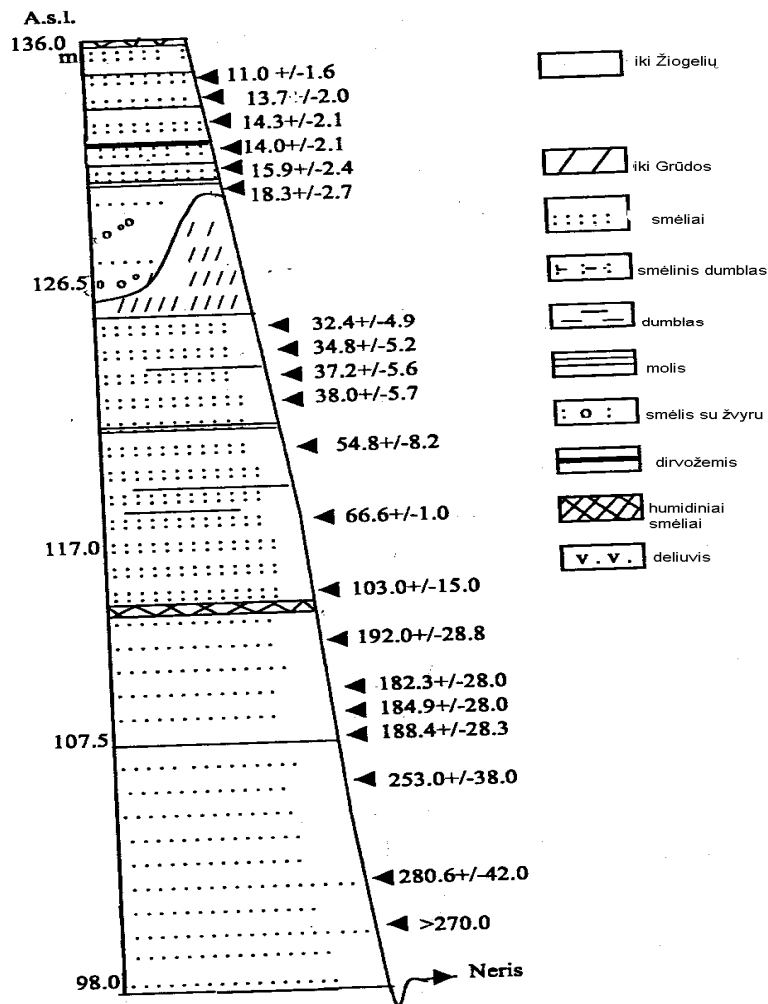 A.s.l.
136.0
m
11.0 +/-1.6
13.7 +/-2.0
14.3+/-2.1
14.0+/-2.1
15.9+/-2.4
18.3+/-2.7
126.5
32.4+/-4.9
34.8+/-5.2
37.2+/-5.6
38.0+/-5.7
54.8+/-8.2
66.6+/-1.0
117.0
103.0+/-15.0
192.0+/-28.8
182.3+/-28.0
184.9+/-28.0
188.4+/-28.3
107.5
253.0+/-38.0
280.6+/-42.0
>270.0
Neris
98.0
iki Žiogelių
iki Grūdos
smėliai
smėlinis dumblas
dumblas
molis
smėlis su žvyru
dirvožemis
humidiniai
smėliai
v . v . deliuvis